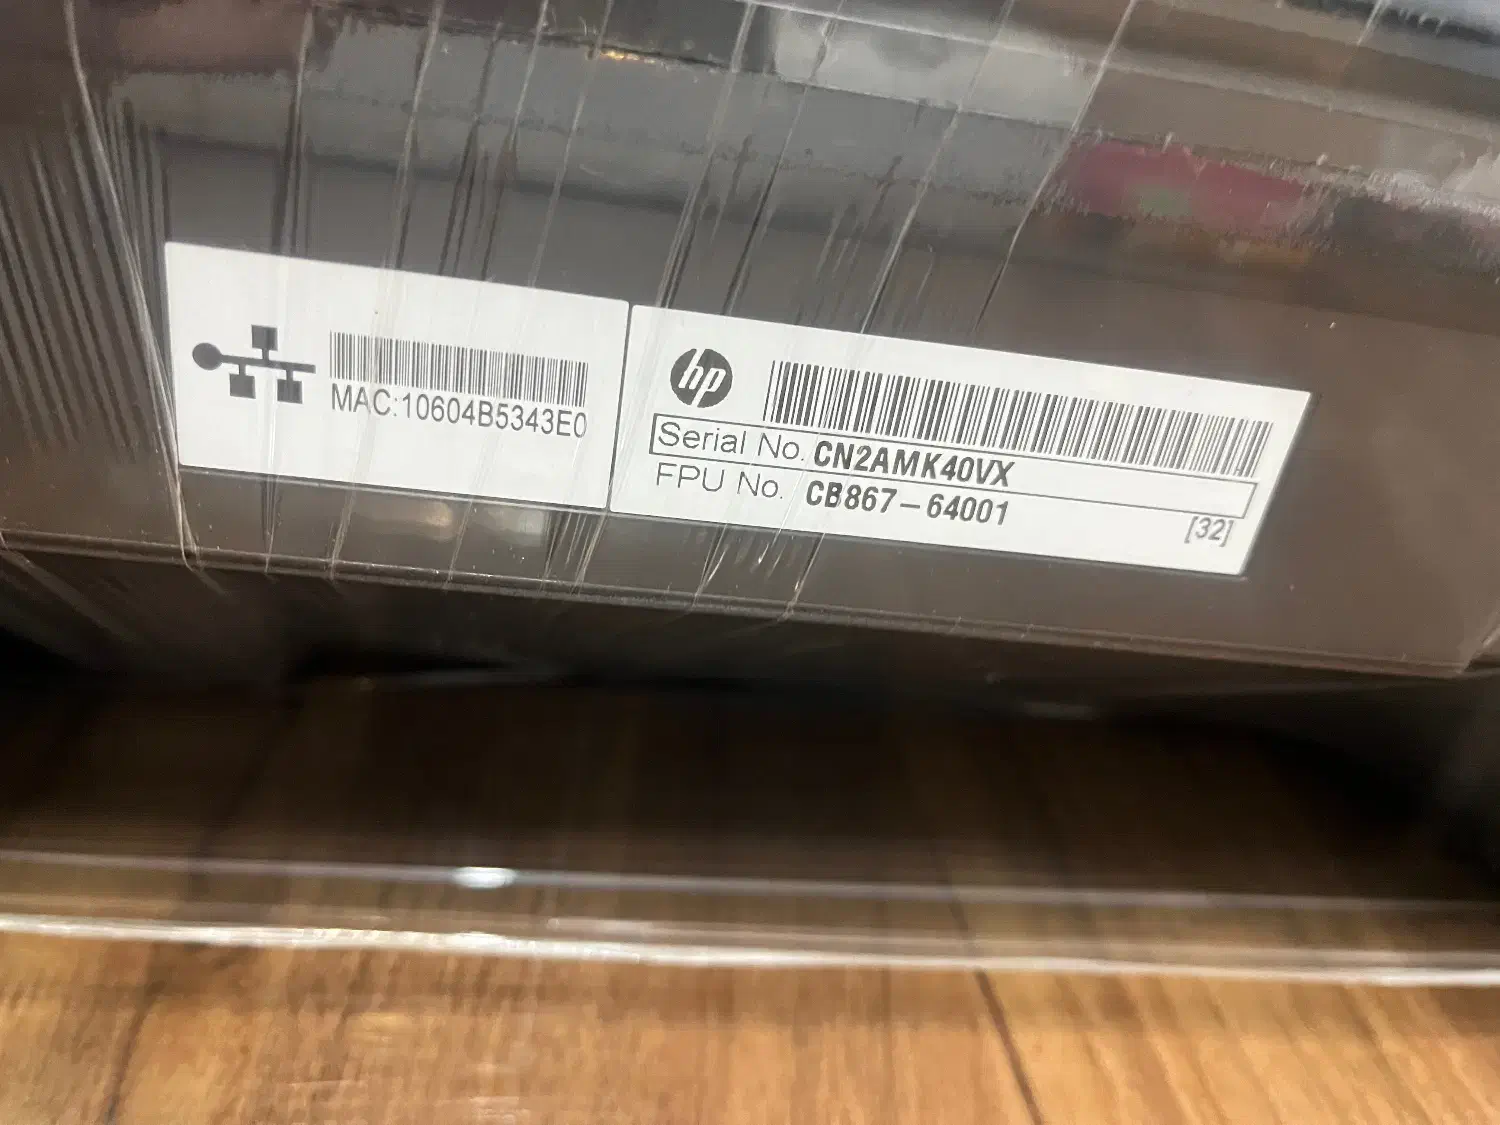 MAC:10604B5343E0
hp
Serial No. CN2AMK40VX
FPU No. CB867-64001
[32]